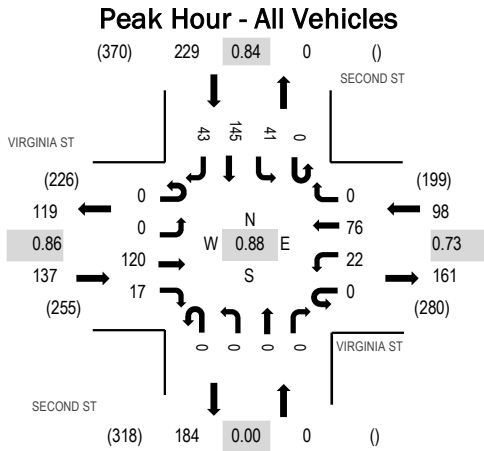 Peak Hour - All Vehicles
(370) 229 0.84 0 ()
SECOND ST
VIRGINIA ST
43 145 41 0
(226) 0 0 (199)
119 98
0 N 76
0.86 W 0.88 E 0.73
120 S 22
137 161
17 0
(255) (280)
0 0 0 0
VIRGINIA ST
SECOND ST
(318) 184 0.00 0 ()